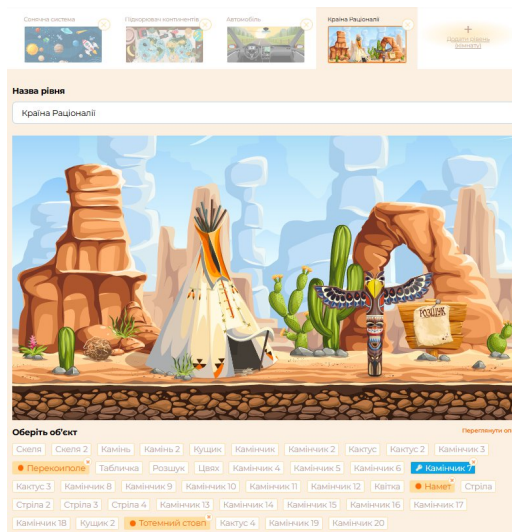 Сонячна система
Підкорювач континентів
Автомобіль
Країна Раціоналії
+
Назва рівня
Країна Раціоналії
РОЗШУК
Оберіть об'єкт
Переглянути оп
Скеля Скеля 2 Камінь Камінь 2 Кущик Камінчик Камінчик 2 Кактус Кактус 2 Камінчик 3
Перекотиполе Табличка Розшук Цвях Камінчик 4 Камінчик 5 Камінчик 6 Камінчик 7
Кактус 3 Камінчик 8 Камінчик 9 Камінчик 10 Камінчик 11 Камінчик 12 Квітка Намет Стріла
Стріла 2 Стріла 3 Стріла 4 Камінчик 13 Камінчик 14 Камінчик 15 Камінчик 16 Камінчик 17
Камінчик 18 Кущик 2 Тотемний стовп Кактус 4 Камінчик 19 Камінчик 20